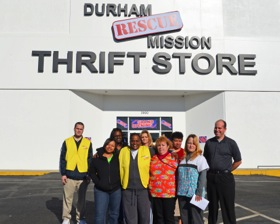 DURHAM
RESCUE
MISSION
THRIFT STORE